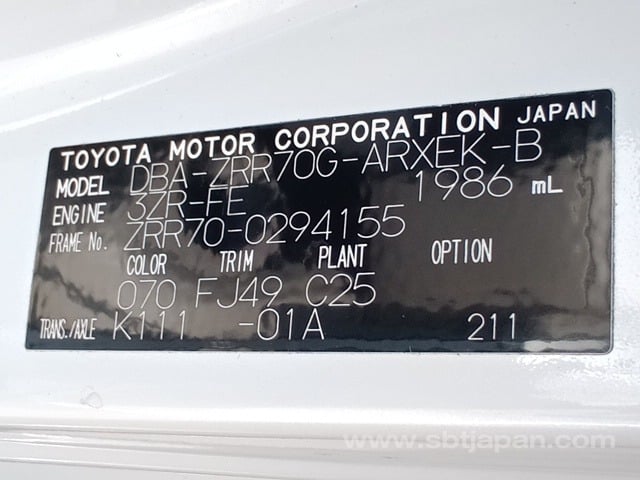 TOYOTA MOTOR CORPORATION JAPAN
MODEL DBA-ZRR70G-ARXEK-B
ENGINE 3ZR-FE 1986 mL
FRAME No. ZRR70-0294155
COLOR TRIM PLANT OPTION
070 FJ49 C25
TRANS./AXLE K111 -01A 211
www.sbtjapan.com